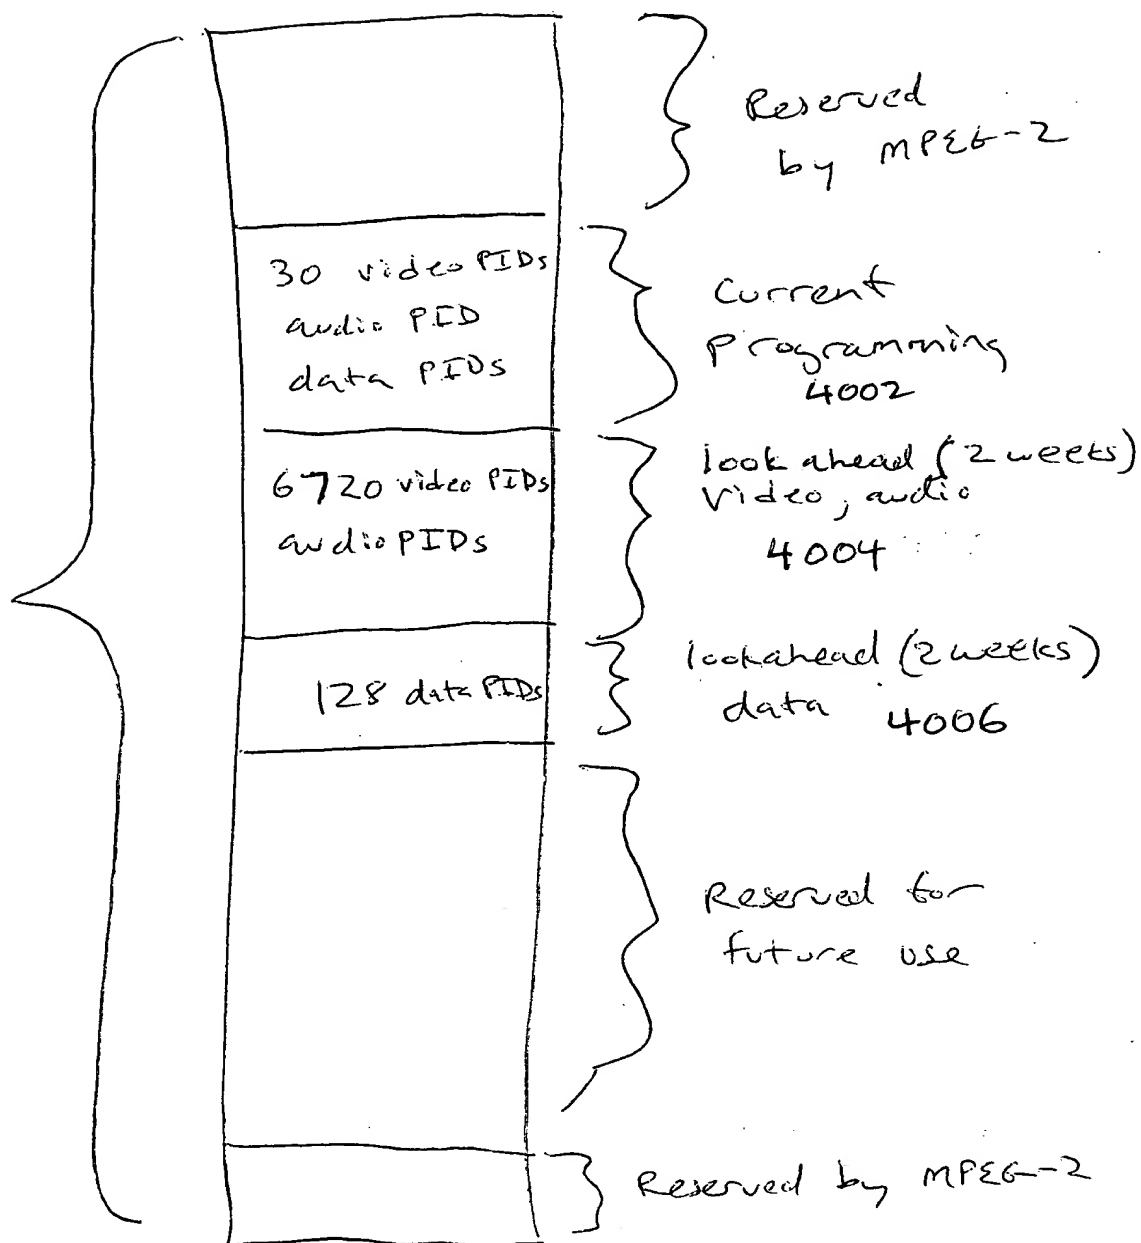 Reserved
by MPEG-2
30 video PIDs
audio PID
data PIDs
Current
Programming
4002
6720 video PIDs
audio PIDs
look ahead (2 weeks)
Video, audio
4004
128 data PIDs
lookahead (2 weeks)
data 4006
Reserved for
future use
Reserved by MPEG-2